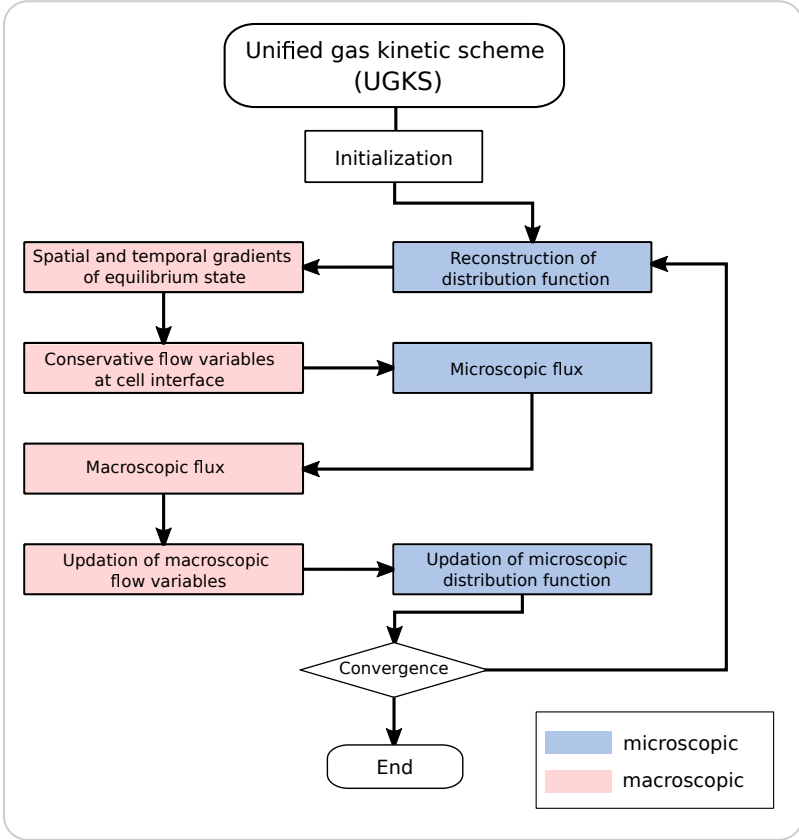 Unified gas kinetic scheme
(UGKS)
Initialization
Spatial and temporal gradients
of equilibrium state
Reconstruction of
distribution function
Conservative flow variables
at cell interface
Microscopic flux
Macroscopic flux
Updation of macroscopic
flow variables
Updation of microscopic
distribution function
Convergence
End
microscopic
macroscopic